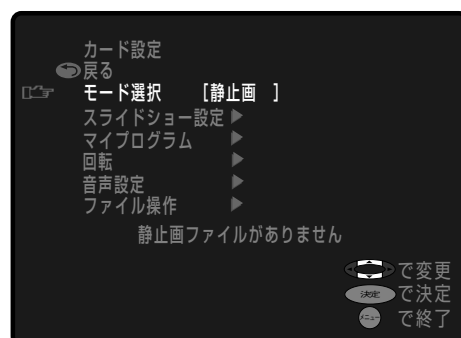 カード設定
戻る
モード選択 [静止画 ]
スライドショー設定 ▶
マイプログラム ▶
回転 ▶
音声設定 ▶
ファイル操作 ▶
静止画ファイルがありません
で変更
決定 で決定
メニュー で終了